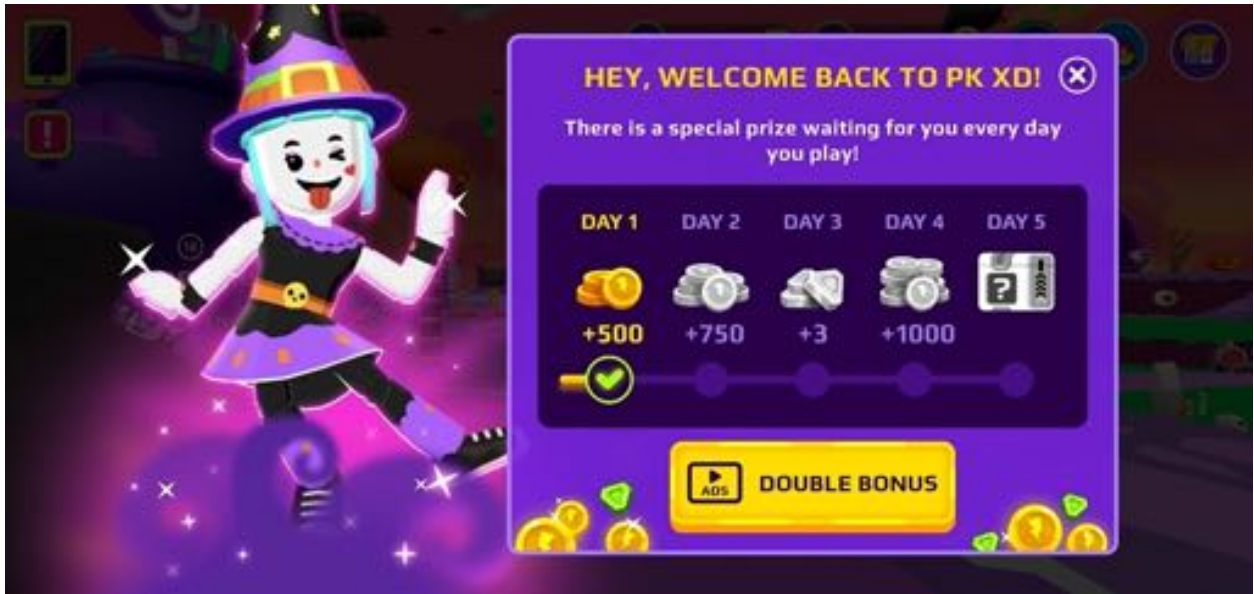 HEY, WELCOME BACK TO PK XD!
There is a special prize waiting for you every day
you play!
DAY 1 DAY 2 DAY 3 DAY 4 DAY 5
?
+500 +750 +3 +1000
ADS DOUBLE BONUS